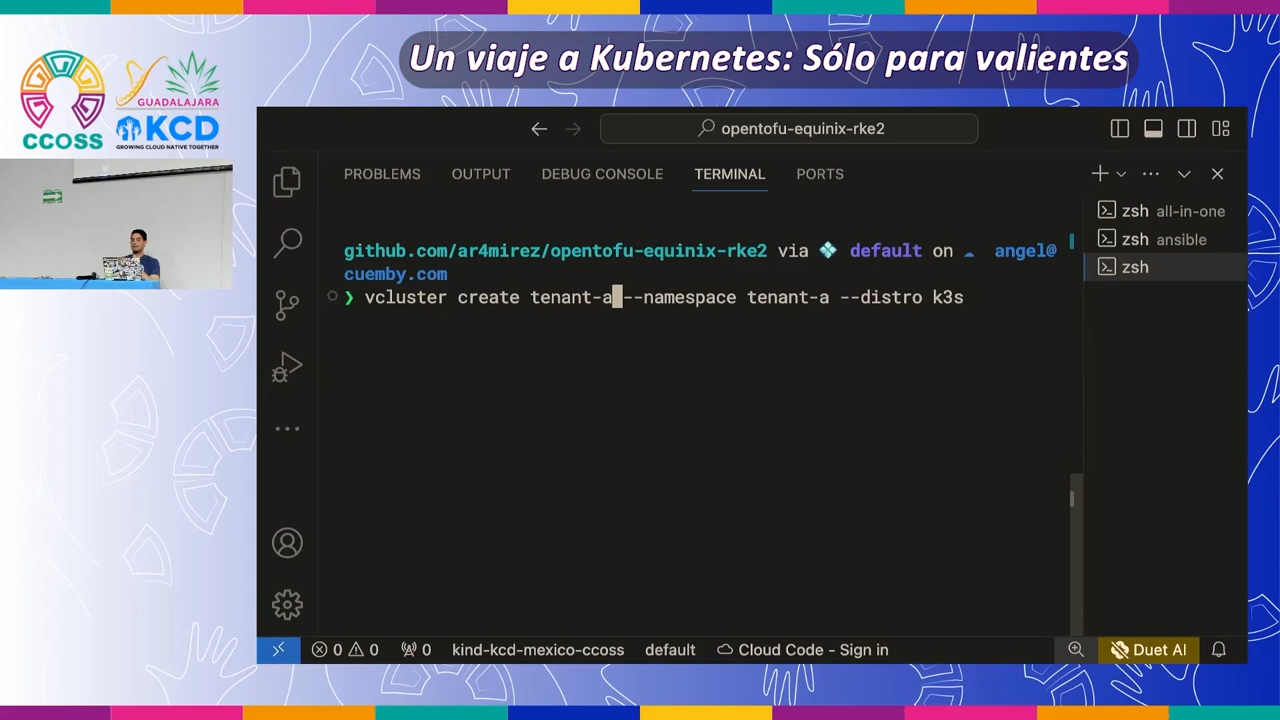 Un viaje a Kubernetes: Sólo para valientes
CCOSS
GUADALAJARA
KCD
GROWING CLOUD NATIVE TOGETHER
opentofu-equinix-rke2
PROBLEMS
OUTPUT
DEBUG CONSOLE
TERMINAL
PORTS
zsh all-in-one
zsh ansible
zsh
github.com/ar4mirez/opentofu-equinix-rke2 via default on angel@
cuemby.com
❯ vcluster create tenant-a --namespace tenant-a --distro k3s
0 0 0 kind-kcd-mexico-ccoss default Cloud Code - Sign in Duet AI